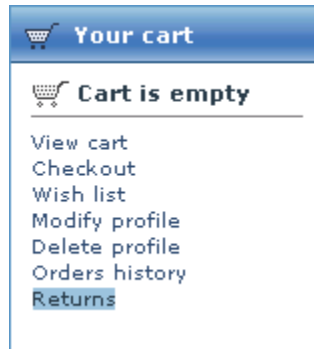 Your cart
Cart is empty
View cart
Checkout
Wish list
Modify profile
Delete profile
Orders history
Returns